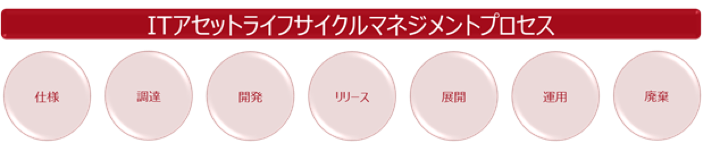 ITアセットライフサイクルマネジメントプロセス
仕様
調達
開発
リリース
展開
運用
廃棄